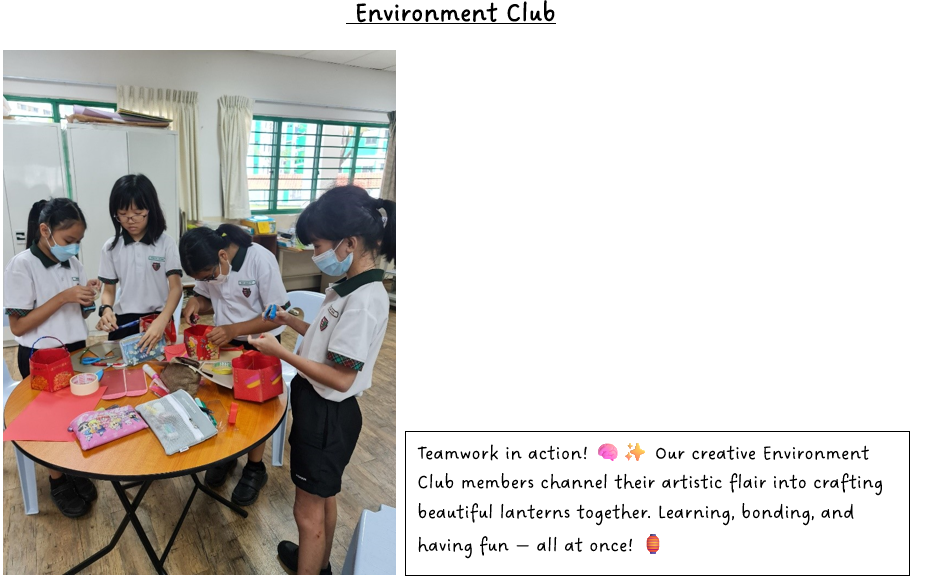 Environment Club
Teamwork in action! 🧠✨ Our creative Environment
Club members channel their artistic flair into crafting
beautiful lanterns together. Learning, bonding, and
having fun – all at once! 🏮